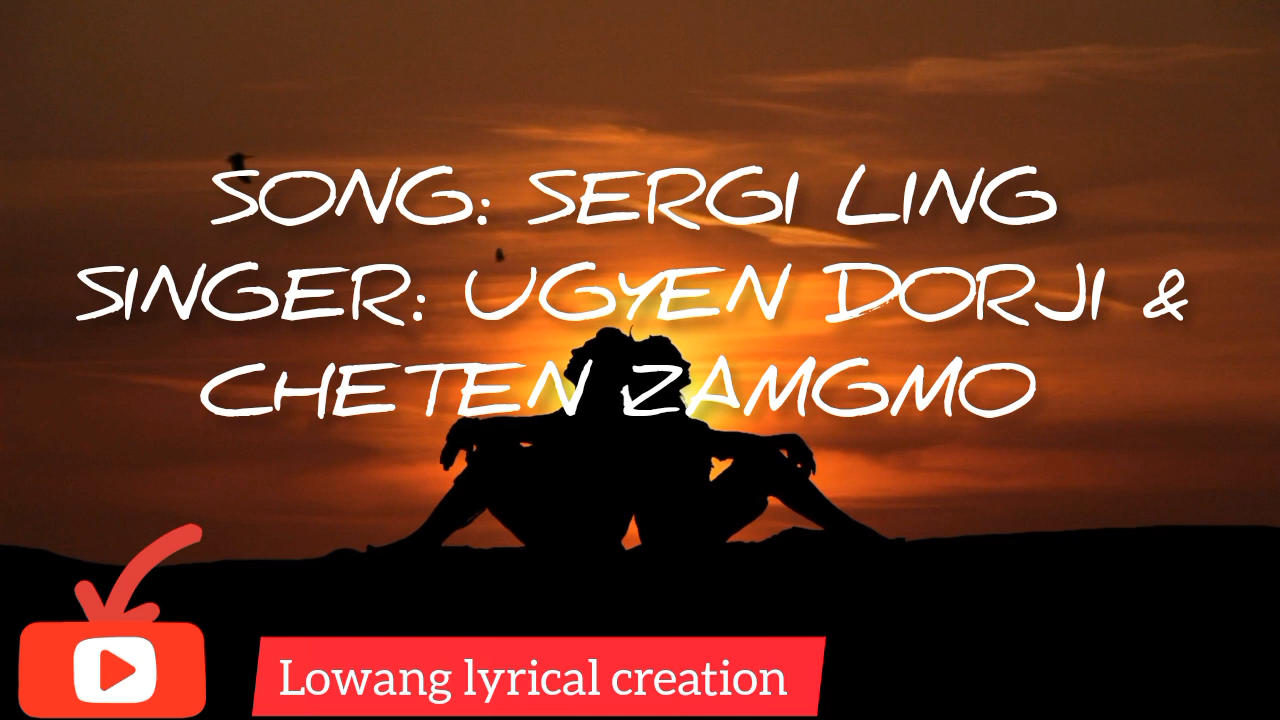 SONG: SERGI LING
SINGER: UGYEN DORJI &
CHETEN ZAMGMO
Lowang lyrical creation